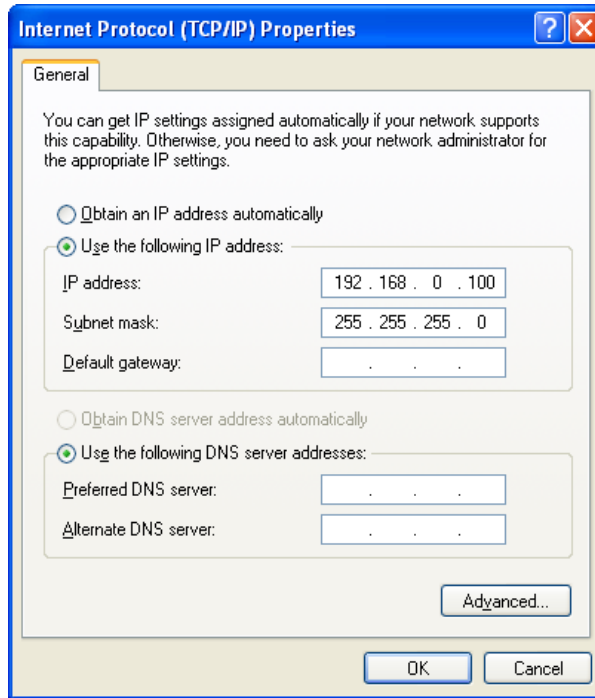 Internet Protocol (TCP/IP) Properties
General
You can get IP settings assigned automatically if your network supports
this capability. Otherwise, you need to ask your network administrator for
the appropriate IP settings.
Obtain an IP address automatically
Use the following IP address:
IP address: 192 . 168 . 0 . 100
Subnet mask: 255 . 255 . 255 . 0
Default gateway: . . .
Obtain DNS server address automatically
Use the following DNS server addresses:
Preferred DNS server: . . .
Alternate DNS server: . . .
Advanced...
OK Cancel